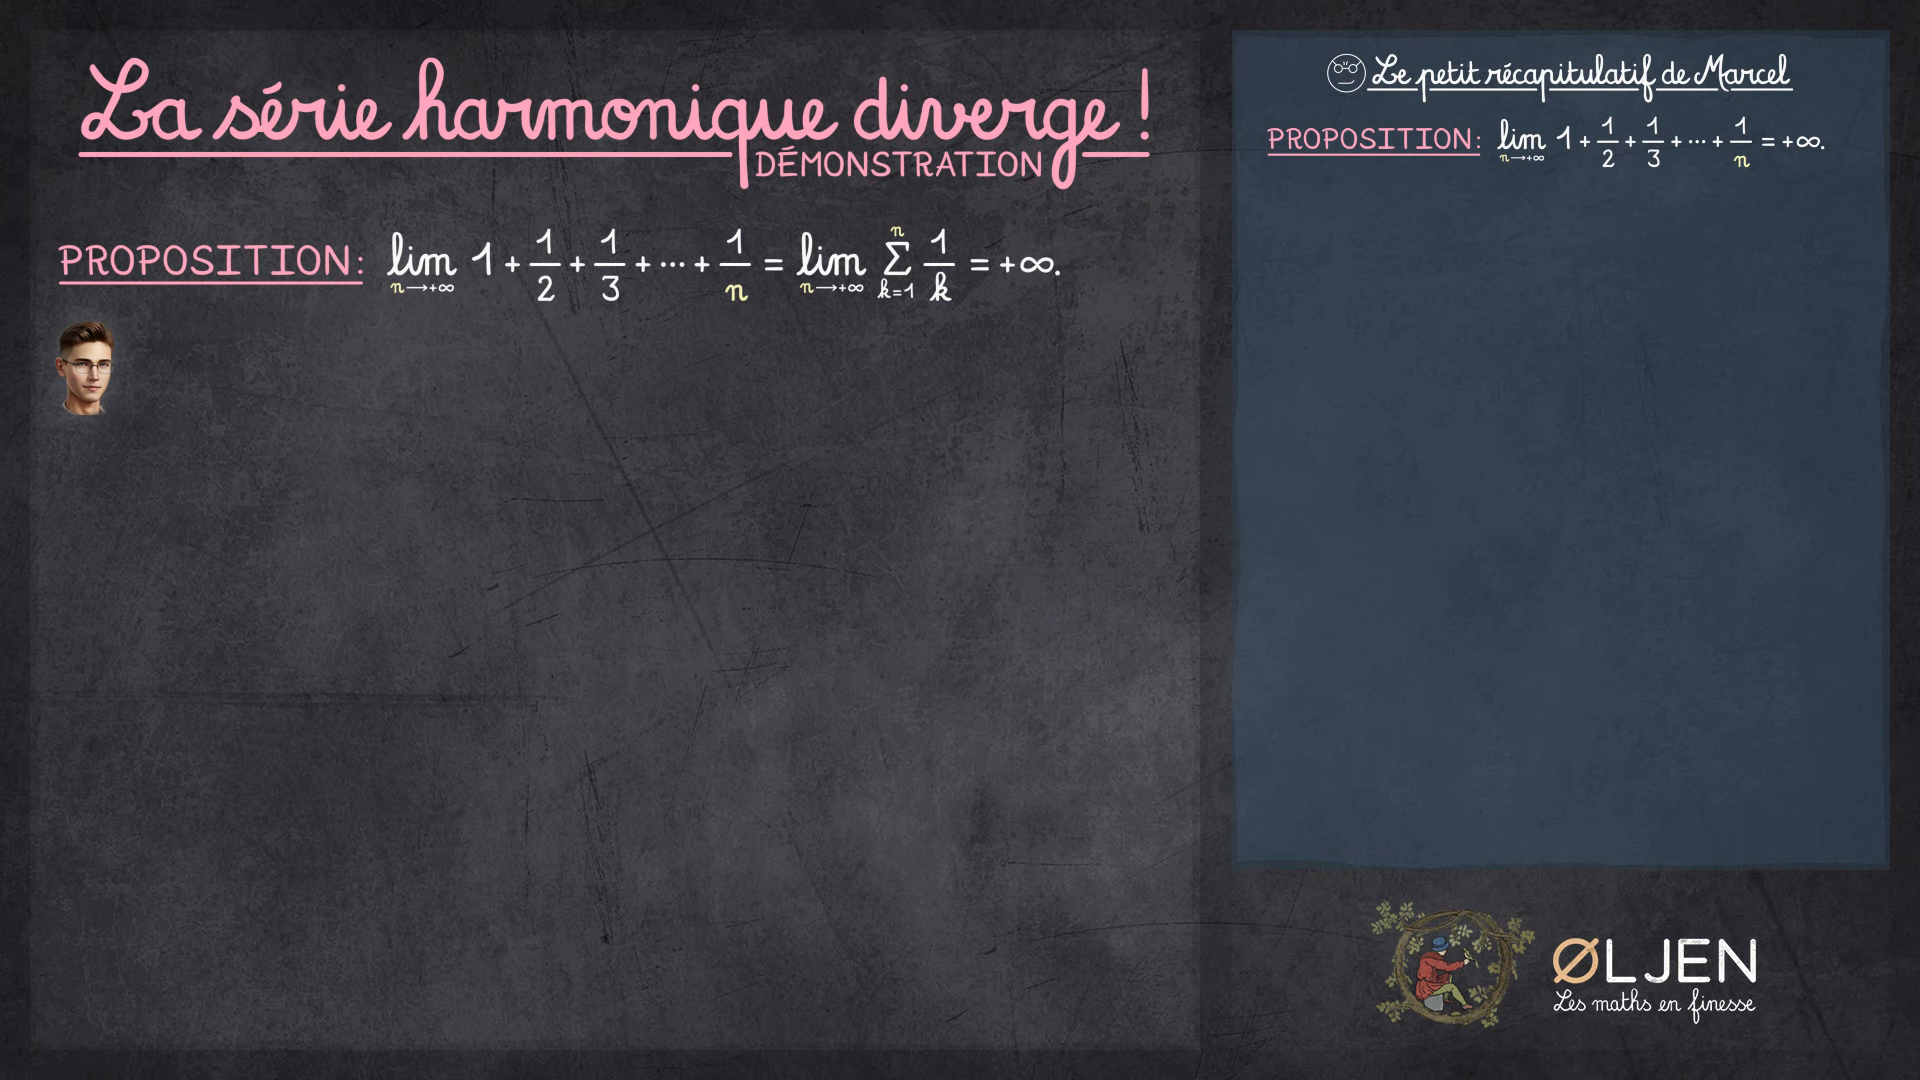 La série harmonique diverge !
DÉMONSTRATION
PROPOSITION: lim_{n→+∞} 1 + 1/2 + 1/3 + ··· + 1/n = lim_{n→+∞} Σ_{k=1}^{n} 1/k = +∞.
Le petit récapitulatif de Marcel
PROPOSITION: lim_{n→+∞} 1 + 1/2 + 1/3 + ··· + 1/n = +∞.
ØLJEN
Les maths en finesse